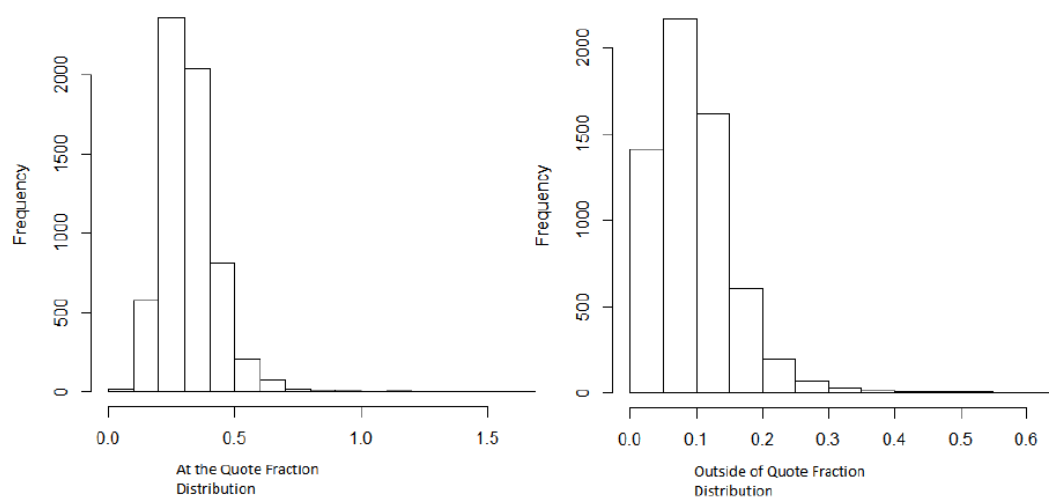 Frequency
2000
1500
1000
500
0
0.0 0.5 1.0 1.5
At the Quote Fraction
Distribution
Frequency
2000
1500
1000
500
0
0.0 0.1 0.2 0.3 0.4 0.5 0.6
Outside of Quote Fraction
Distribution